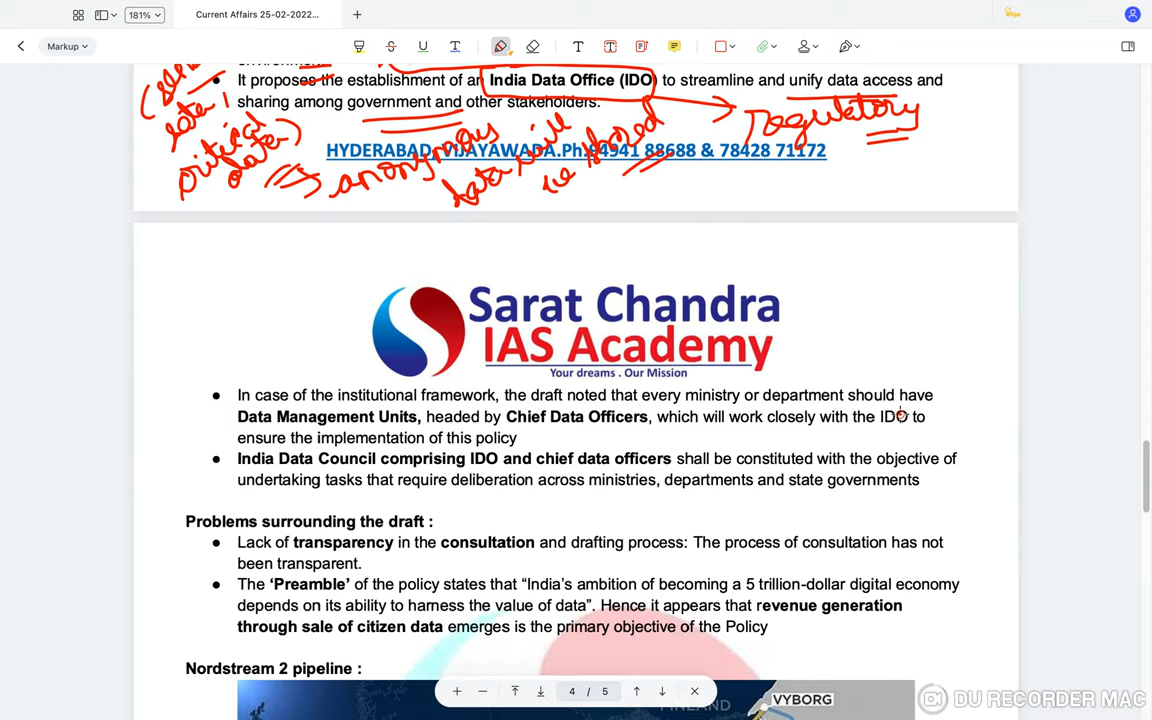 181%
Current Affairs 25-02-2022...
Markup
It proposes the establishment of an India Data Office (IDO) to streamline and unify data access and
sharing among government and other stakeholders.
regulatory
critical
data)
anonymous
data will
be stored
HYDERABAD, VIJAYAWADA.Ph.94941 88688 & 78428 71172
Sarat Chandra
IAS Academy
Your dreams . Our Mission
● In case of the institutional framework, the draft noted that every ministry or department should have
Data Management Units, headed by Chief Data Officers, which will work closely with the IDO to
ensure the implementation of this policy
● India Data Council comprising IDO and chief data officers shall be constituted with the objective of
undertaking tasks that require deliberation across ministries, departments and state governments
Problems surrounding the draft :
● Lack of transparency in the consultation and drafting process: The process of consultation has not
been transparent.
● The ‘Preamble’ of the policy states that “India’s ambition of becoming a 5 trillion-dollar digital economy
depends on its ability to harness the value of data”. Hence it appears that revenue generation
through sale of citizen data emerges is the primary objective of the Policy
Nordstream 2 pipeline :
4 / 5
FINLAND
VYBORG
DU RECORDER MAC